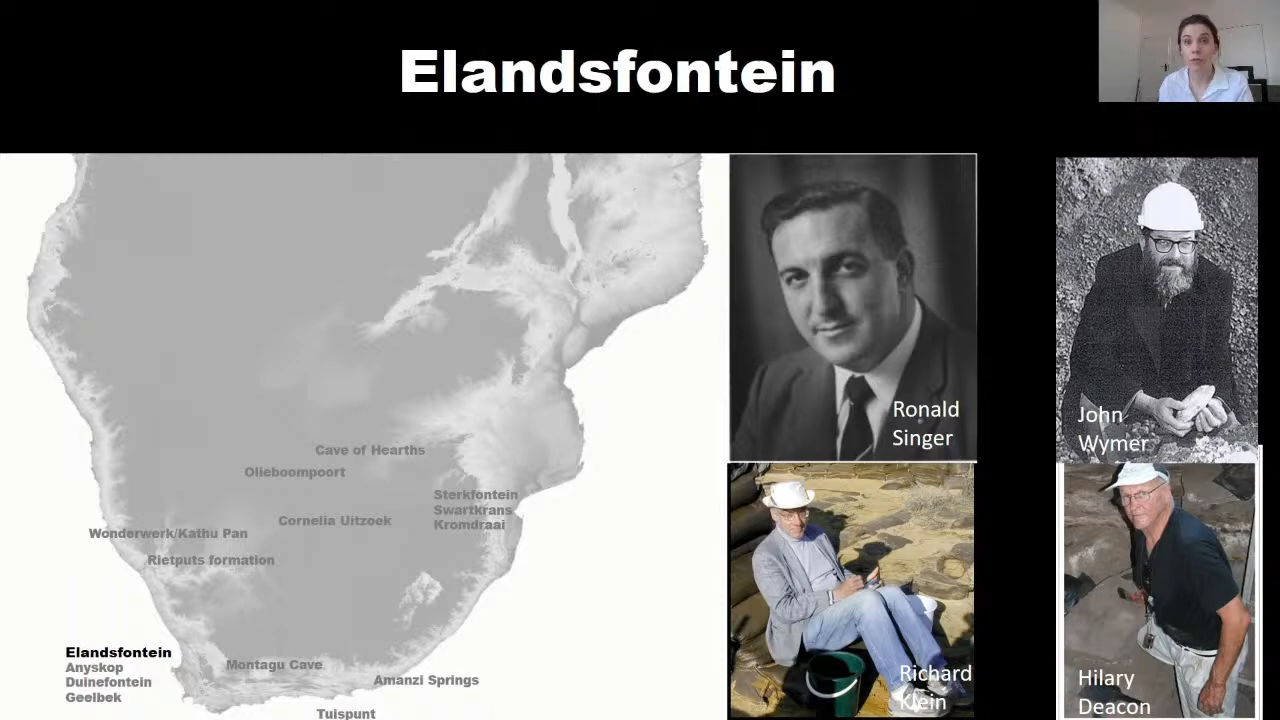 Elandsfontein
Cave of Hearths
Olieboompoort
Sterkfontein
Swartkrans
Kromdraai
Cornelia Uitzoek
Wonderwerk/Kathu Pan
Rietputs formation
Elandsfontein
Anyskop
Duinefontein
Geelbek
Montagu Cave
Amanzi Springs
Tuispunt
Ronald
Singer
John
Wymer
Richard
Klein
Hilary
Deacon